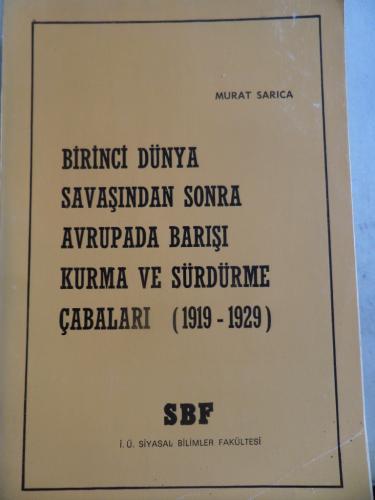 MURAT SARICA
BİRİNCİ DÜNYA
SAVAŞINDAN SONRA
AVRUPADA BARIŞI
KURMA VE SÜRDÜRME
ÇABALARI (1919-1929)
SBF
İ. Ü. SİYASAL BİLİMLER FAKÜLTESİ